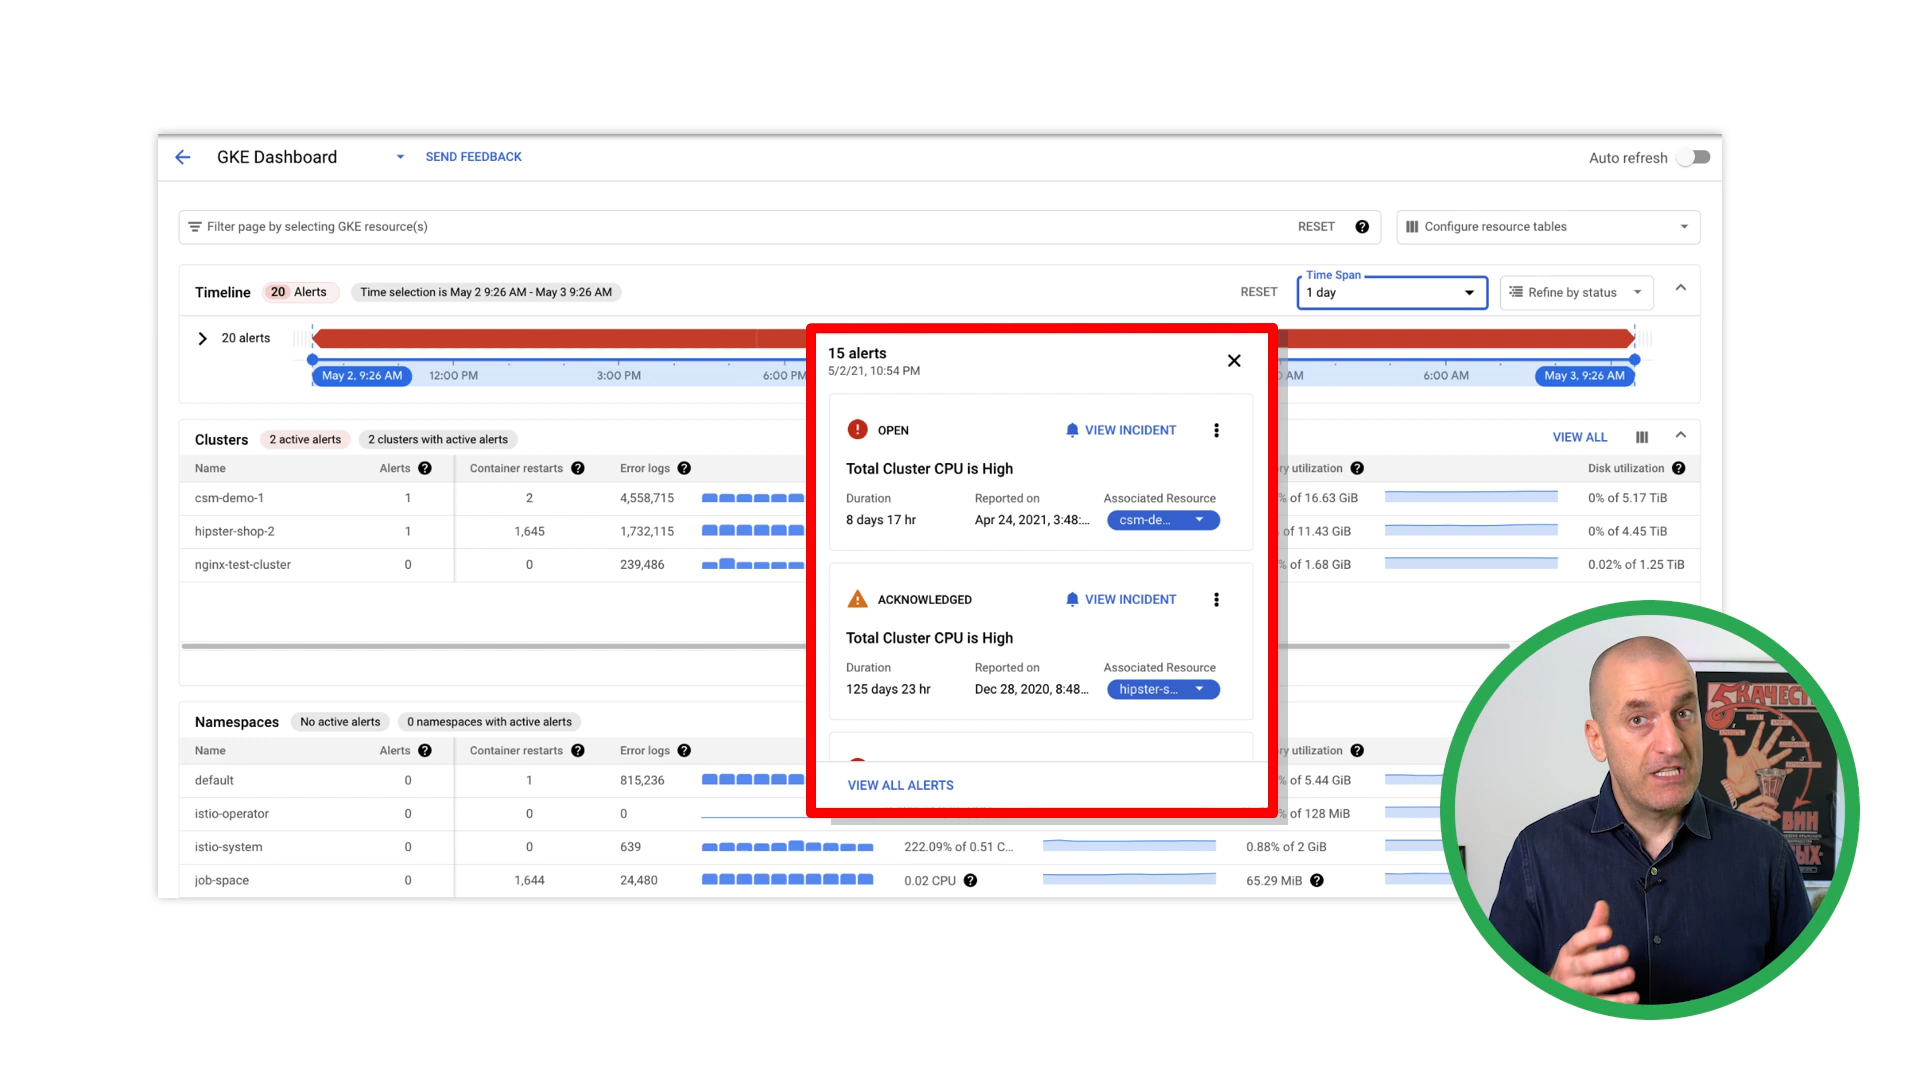 GKE Dashboard SEND FEEDBACK Auto refresh
Filter page by selecting GKE resource(s) RESET Configure resource tables
Timeline 20 Alerts Time selection is May 2 9:26 AM - May 3 9:26 AM RESET Time Span 1 day Refine by status
20 alerts
May 2, 9:26 AM 12:00 PM 3:00 PM 6:00 PM AM 6:00 AM May 3, 9:26 AM
15 alerts
5/2/21, 10:54 PM
OPEN VIEW INCIDENT
Total Cluster CPU is High
Duration Reported on Associated Resource
8 days 17 hr Apr 24, 2021, 3:48:... csm-de...
ACKNOWLEDGED VIEW INCIDENT
Total Cluster CPU is High
Duration Reported on Associated Resource
125 days 23 hr Dec 28, 2020, 8:48... hipster-s...
VIEW ALL ALERTS
Clusters 2 active alerts 2 clusters with active alerts VIEW ALL
Name Alerts Container restarts Error logs ry utilization Disk utilization
csm-demo-1 1 2 4,558,715 % of 16.63 GiB 0% of 5.17 TiB
hipster-shop-2 1 1,645 1,732,115 of 11.43 GiB 0% of 4.45 TiB
nginx-test-cluster 0 0 239,486 % of 1.68 GiB 0.02% of 1.25 TiB
Namespaces No active alerts 0 namespaces with active alerts
Name Alerts Container restarts Error logs ry utilization
default 0 1 815,236 % of 5.44 GiB
istio-operator 0 0 0 % of 128 MiB
istio-system 0 0 639 222.09% of 0.51 C... 0.88% of 2 GiB
job-space 0 1,644 24,480 0.02 CPU 65.29 MiB
5 КАЧЕСТВ
ВИН